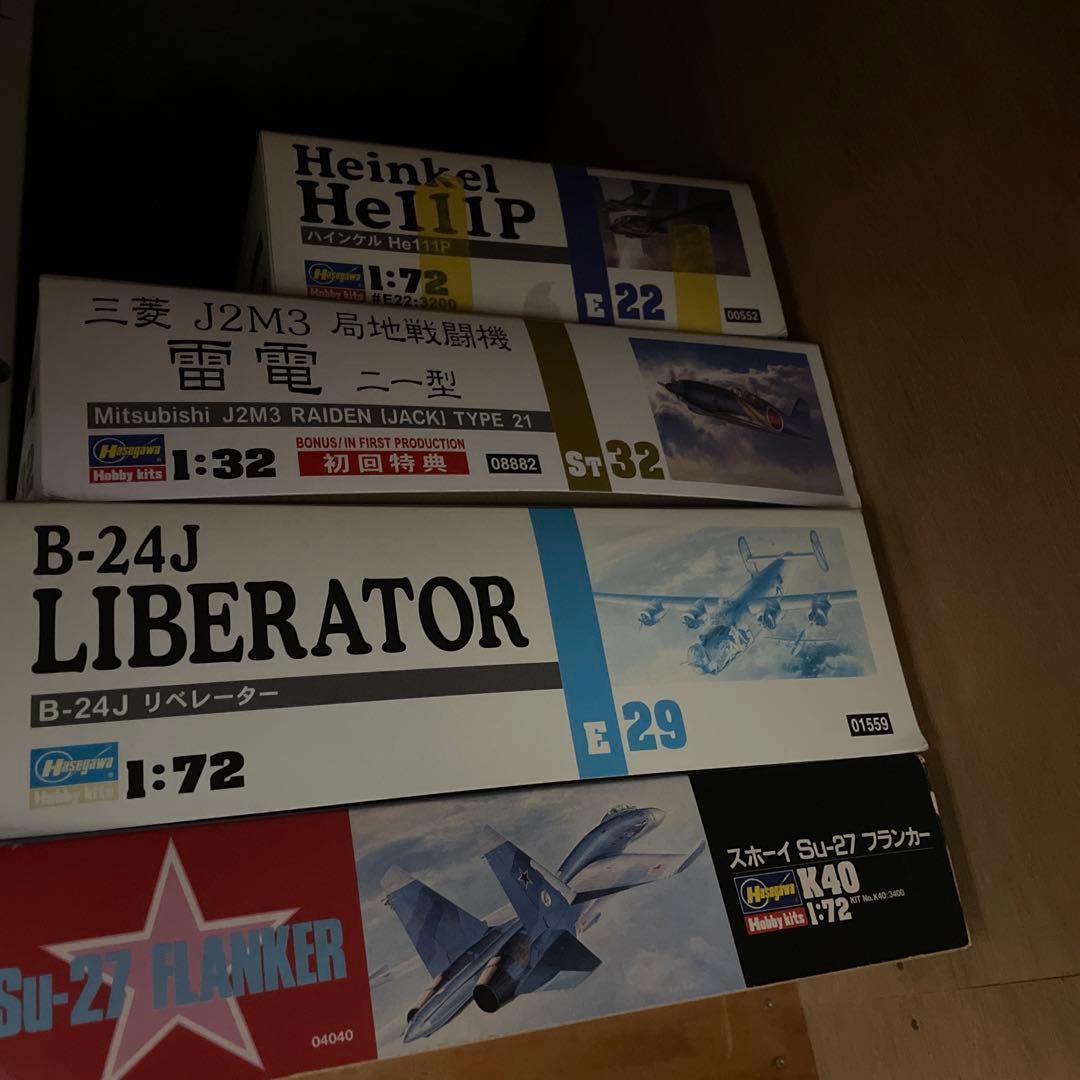 Heinkel
He111P
ハインケル He111P
Hasegawa
Hobby kits
1:72
#E22:3200
E 22
00552
三菱 J2M3 局地戦闘機
雷電 二一型
Mitsubishi J2M3 RAIDEN [JACK] TYPE 21
Hasegawa
Hobby kits
1:32
BONUS! IN FIRST PRODUCTION
初回特典
08882
ST 32
B-24J
LIBERATOR
B-24J リベレーター
Hasegawa
Hobby kits
1:72
E 29
01559
Su-27 FLANKER
04040
スホーイ Su-27 フランカー
Hasegawa
Hobby kits
K40
1:72
KIT No.K40:3400